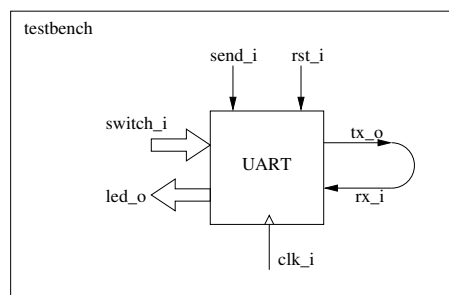 testbench
send_i
rst_i
switch_i
tx_o
UART
led_o
rx_i
clk_i